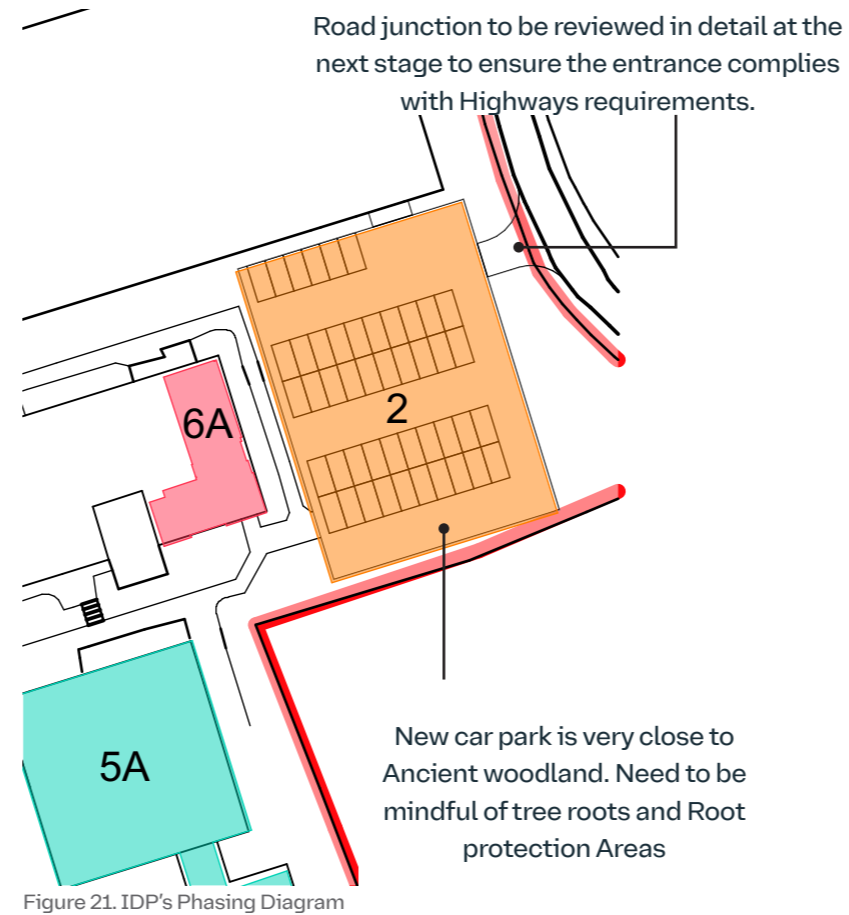 Road junction to be reviewed in detail at the
next stage to ensure the entrance complies
with Highways requirements.
6A
2
5A
New car park is very close to
Ancient woodland. Need to be
mindful of tree roots and Root
protection Areas
Figure 21. IDP's Phasing Diagram